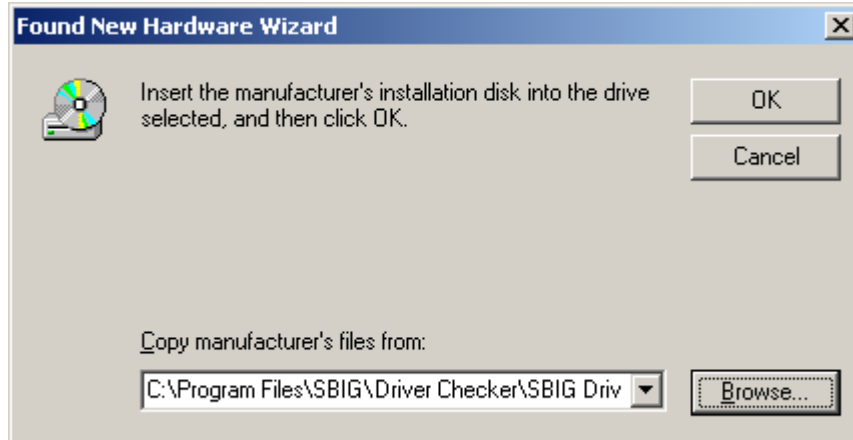 Found New Hardware Wizard
Insert the manufacturer's installation disk into the drive
selected, and then click OK.
OK
Cancel
Copy manufacturer's files from:
C:\Program Files\SBIG\Driver Checker\SBIG Driv
Browse...